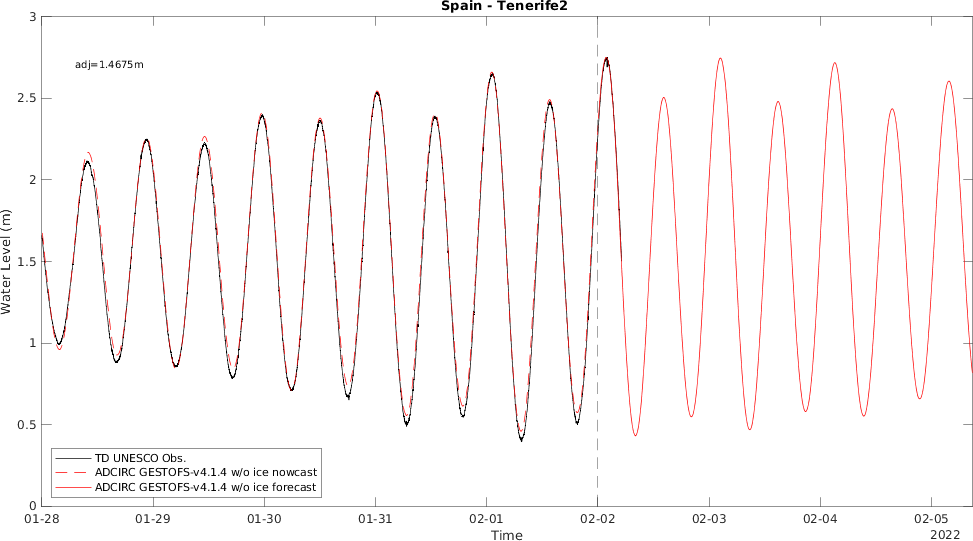 Spain - Tenerife2
adj=1.4675m
3
2.5
2
1.5
1
0.5
0
Water Level (m)
TD UNESCO Obs.
ADCIRC GESTOFS-v4.1.4 w/o ice nowcast
ADCIRC GESTOFS-v4.1.4 w/o ice forecast
01-28 01-29 01-30 01-31 02-01 02-02 02-03 02-04 02-05
Time
2022